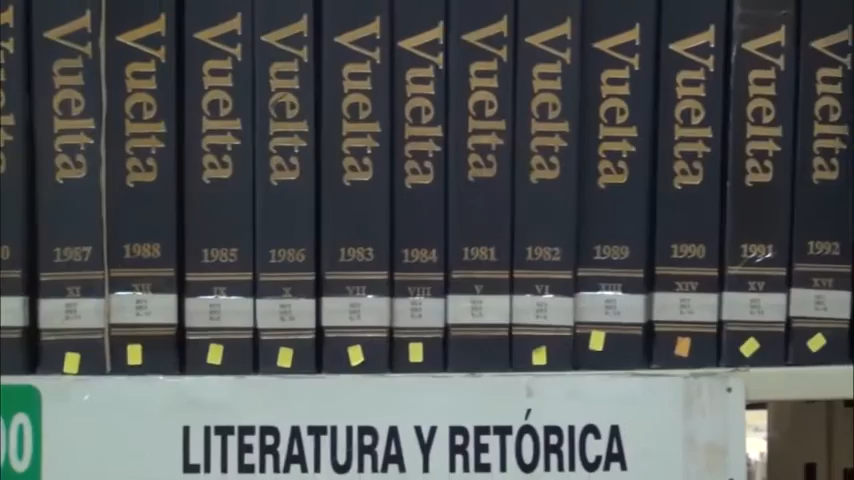 Vuelta
1987
XI
Vuelta
1988
XII
Vuelta
1985
IX
Vuelta
1986
X
Vuelta
1983
VII
Vuelta
1984
VIII
Vuelta
1981
V
Vuelta
1982
VI
Vuelta
1989
XIII
Vuelta
1990
XIV
Vuelta
1991
XV
Vuelta
1992
XVI
LITERATURA Y RETÓRICA